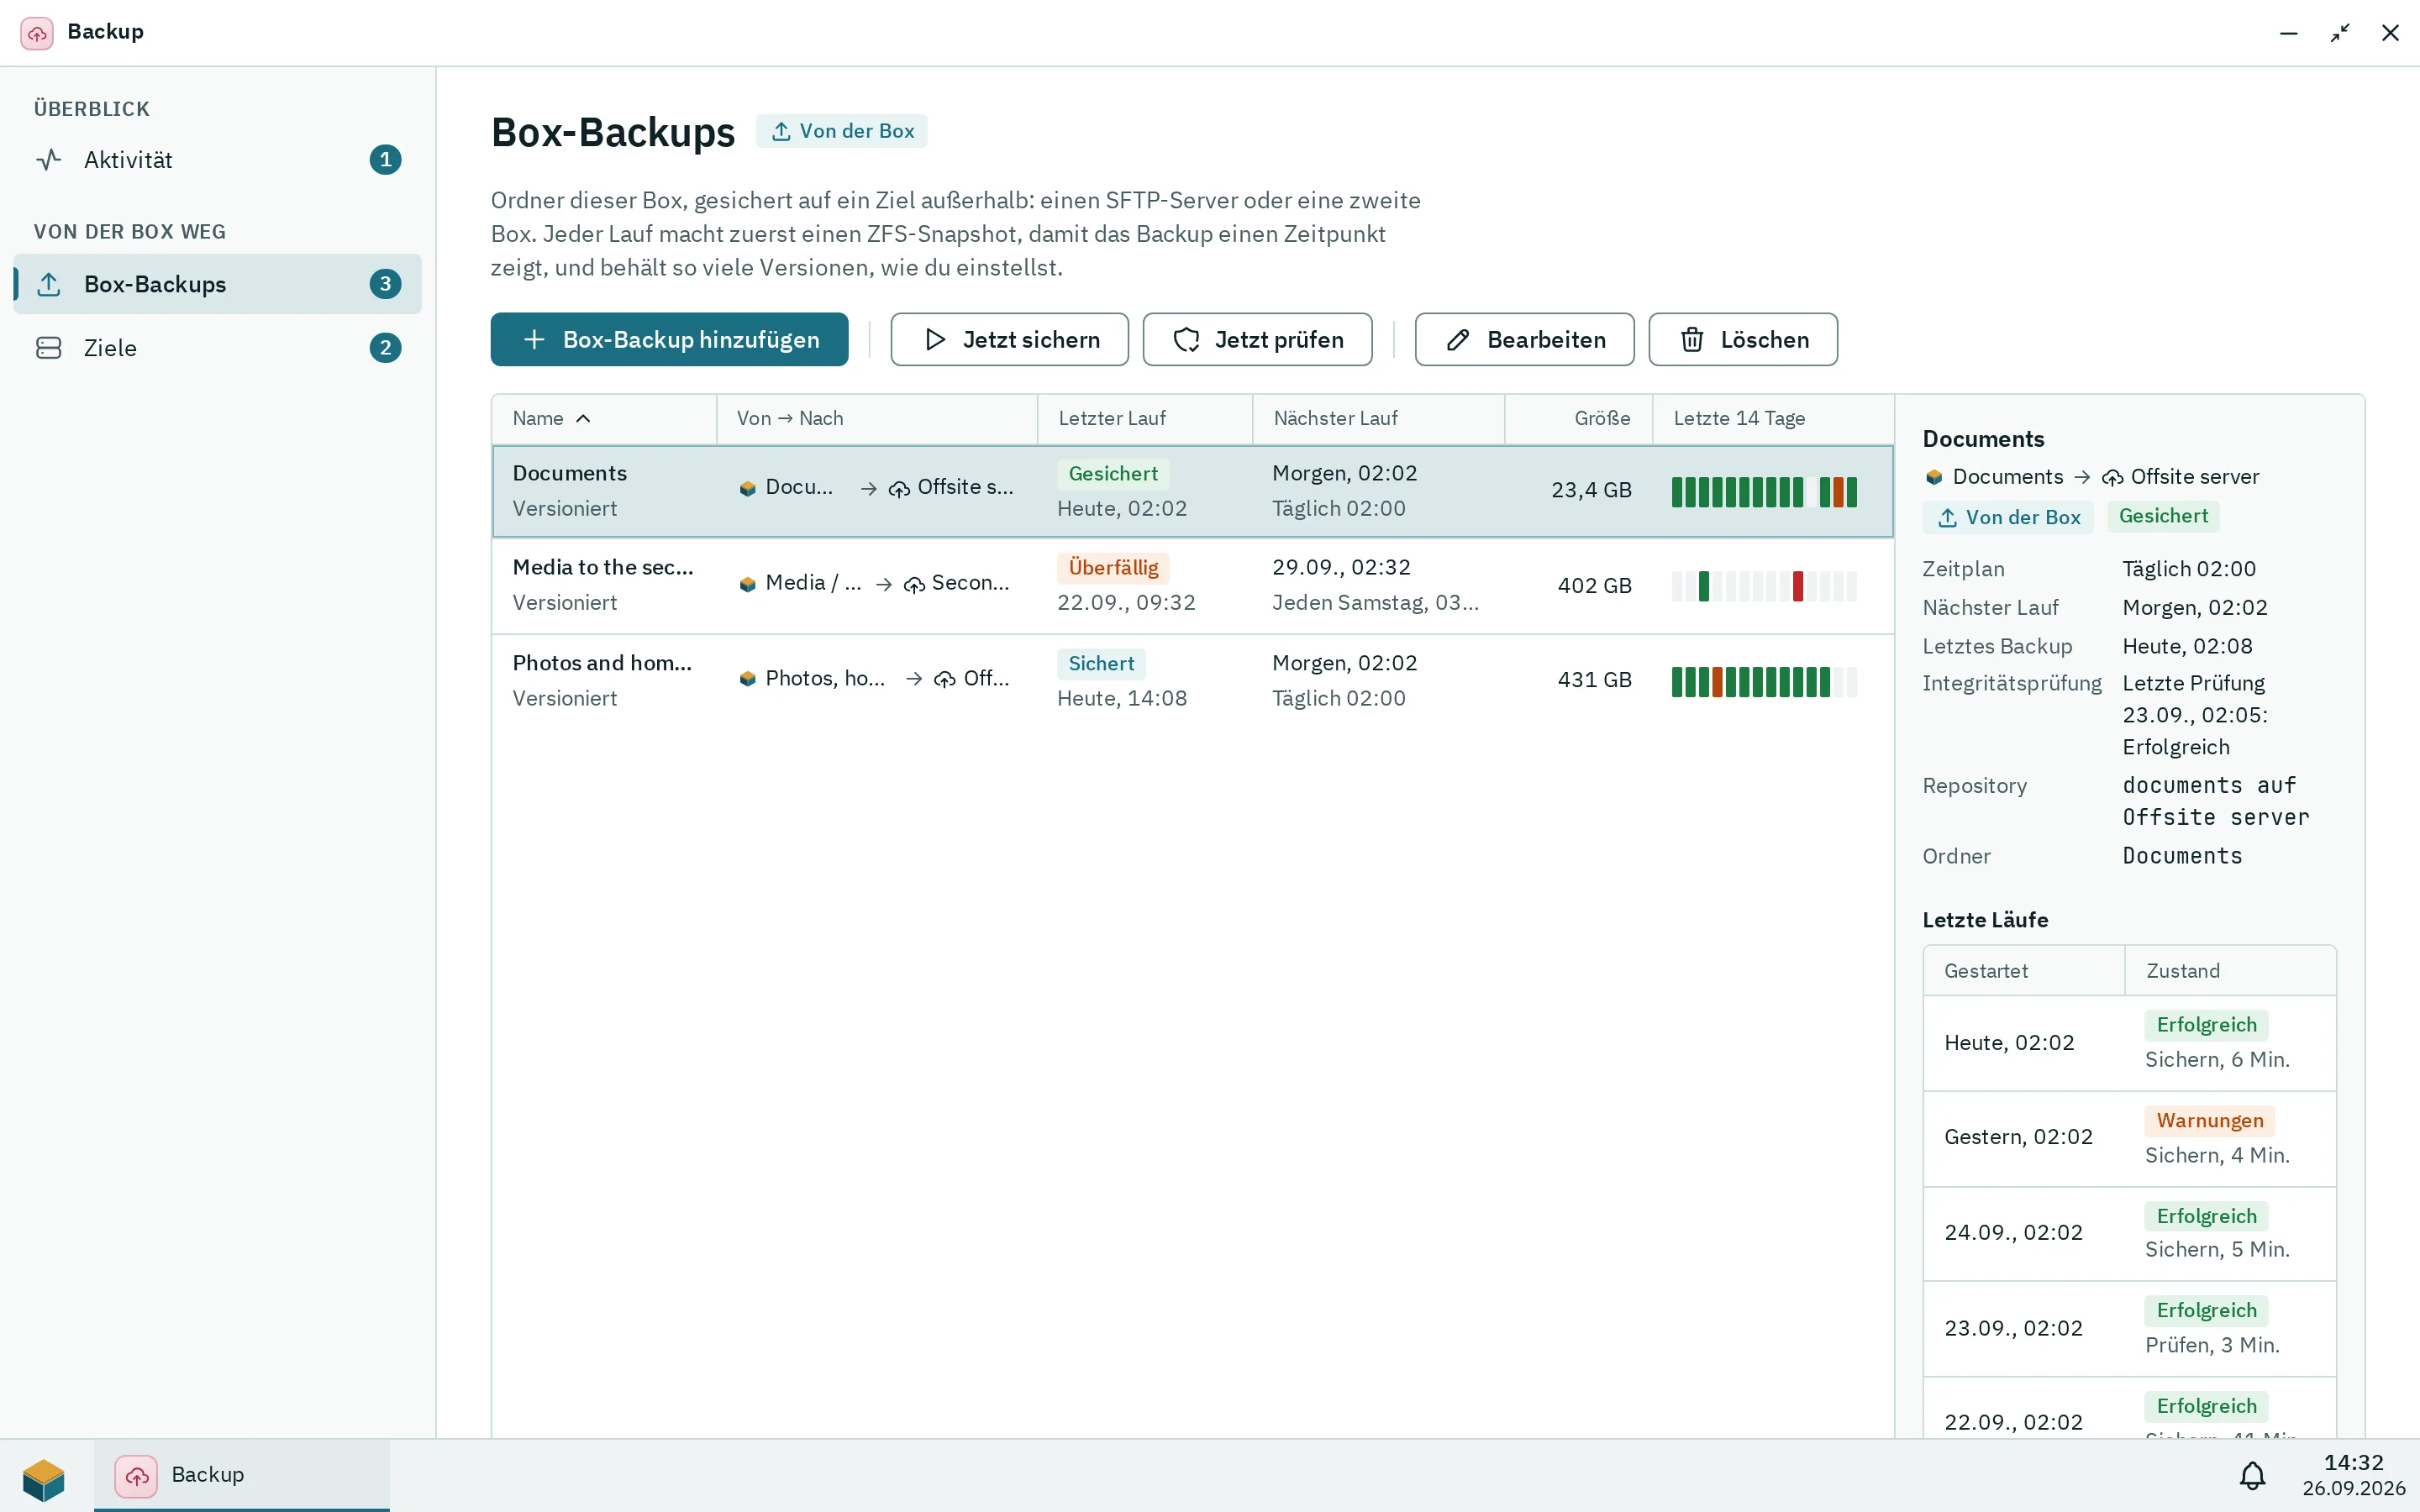 Backup
ÜBERBLICK
Aktivität 1
VON DER BOX WEG
Box-Backups 3
Ziele 2
Box-Backups Von der Box
Ordner dieser Box, gesichert auf ein Ziel außerhalb: einen SFTP-Server oder eine zweite
Box. Jeder Lauf macht zuerst einen ZFS-Snapshot, damit das Backup einen Zeitpunkt
zeigt, und behält so viele Versionen, wie du einstellst.
Box-Backup hinzufügen Jetzt sichern Jetzt prüfen Bearbeiten Löschen
Name Von → Nach Letzter Lauf Nächster Lauf Größe Letzte 14 Tage
Documents Docu... → Offsite s... Gesichert Morgen, 02:02 23,4 GB
Versioniert Heute, 02:02 Täglich 02:00
Media to the sec... Media / ... → Secon... Überfällig 29.09., 02:32 402 GB
Versioniert 22.09., 09:32 Jeden Samstag, 03...
Photos and hom... Photos, ho... → Off... Sichert Morgen, 02:02 431 GB
Versioniert Heute, 14:08 Täglich 02:00
Documents
Documents → Offsite server
Von der Box Gesichert
Zeitplan Täglich 02:00
Nächster Lauf Morgen, 02:02
Letztes Backup Heute, 02:08
Integritätsprüfung Letzte Prüfung
23.09., 02:05:
Erfolgreich
Repository documents auf
Offsite server
Ordner Documents
Letzte Läufe
Gestartet Zustand
Heute, 02:02 Erfolgreich
Sichern, 6 Min.
Gestern, 02:02 Warnungen
Sichern, 4 Min.
24.09., 02:02 Erfolgreich
Sichern, 5 Min.
23.09., 02:02 Erfolgreich
Prüfen, 3 Min.
22.09., 02:02 Erfolgreich
Sichern, 41 Min.
Backup
14:32
26.09.2026